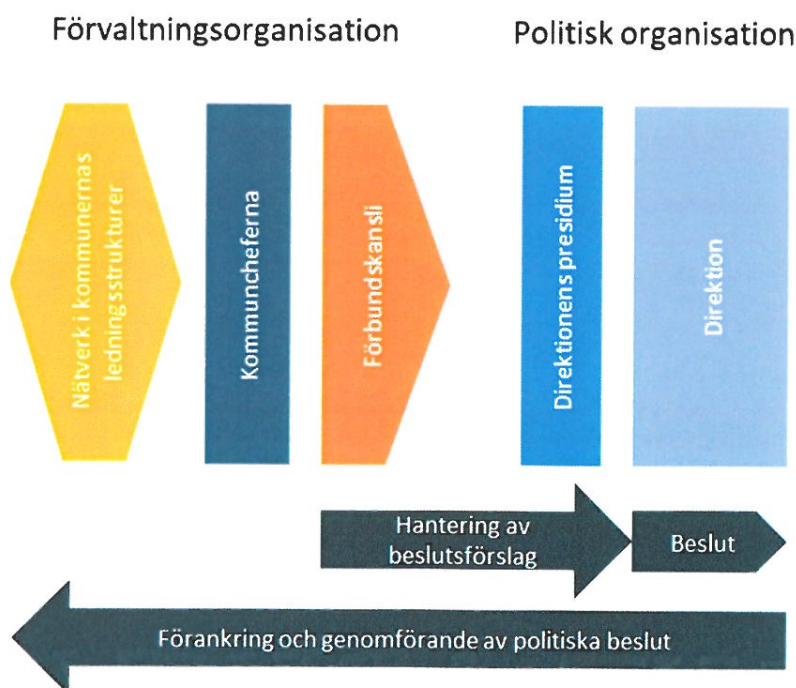 Förvaltningsorganisation
Politisk organisation
Nätverk i kommunernas
ledningsstrukturer
Kommuncheferna
Förbundskansli
Direktionens presidium
Direktion
Hantering av
beslutsförslag
Beslut
Förankring och genomförande av politiska beslut